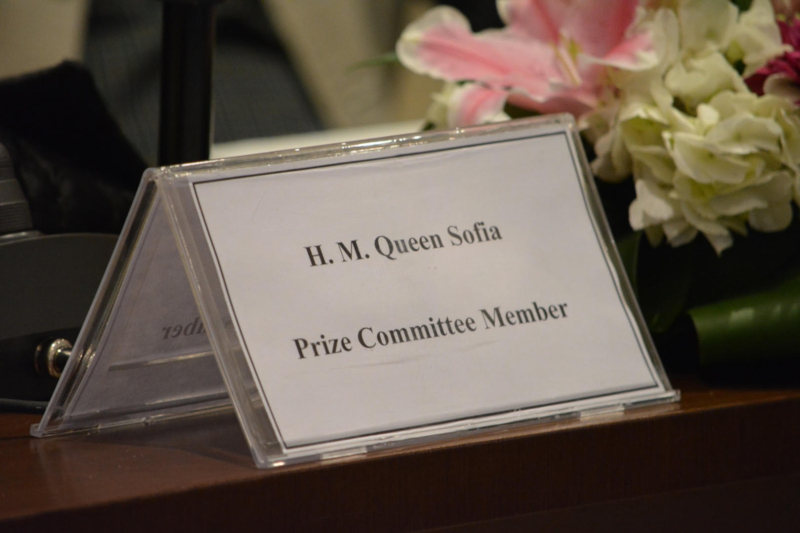 H. M. Queen Sofia
Prize Committee Member